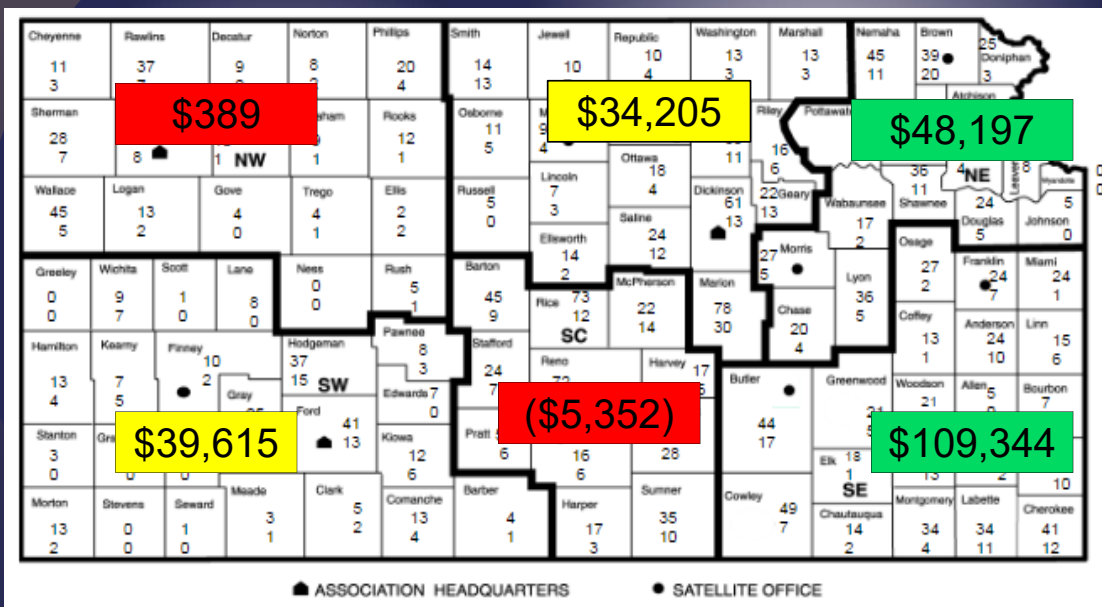 Cheyenne Rawlins Decatur Norton Phillips Smith Jewell Republic Washington Marshall Nemaha Brown Doniphan
11 37 9 8 20 14 10 10 13 13 45 39 25
3 4 13 4 3 3 11 20 3
Atchison
Sherman Rooks Osborne Riley
28 12 11 16
7 8 1 1 1 5 4 11 6 4 8
$389
$34,205
$48,197
NW
NE
Ottawa
18
4
36
11
Wallace Logan Gove Trego Ellis Russell Lincoln Dickinson Geary Wabaunsee Shawnee Douglas Johnson
45 13 4 4 2 5 7 61 22 17 24 5
5 2 0 1 2 0 3 13 13 2 5 0
Saline
24
12
Ellsworth
14
2
Morris
27
5
Osage
27
2
Franklin
24
7
Miami
24
1
Greeley Wichita Scott Lane Ness Rush Barton Rice McPherson Marion Chase Lyon Coffey Anderson Linn
0 9 1 8 0 5 45 73 22 78 20 36 13 24 15
0 7 0 0 0 1 9 12 14 30 4 5 1 10 6
SC
Hamilton Kearny Finney Hodgeman Pawnee Stafford Reno Harvey Butler Greenwood Woodson Allen Bourbon
13 7 10 37 8 24 17 44 21 5 7
4 5 2 15 3 17
SW
Gray
Ford
41
13
Edwards 7
0
$39,615
($5,352)
$109,344
Stanton Kiowa Pratt Elk
3 12 16 28 18
0 0 0 6 6 6 1 13 2 10
SE
Morton Stevens Seward Meade Clark Comanche Barber Harper Sumner Cowley Chautauqua Montgomery Labette Cherokee
13 0 1 3 5 13 4 17 35 49 14 34 34 41
2 0 0 1 2 4 1 3 10 7 2 4 11 12
ASSOCIATION HEADQUARTERS SATELLITE OFFICE